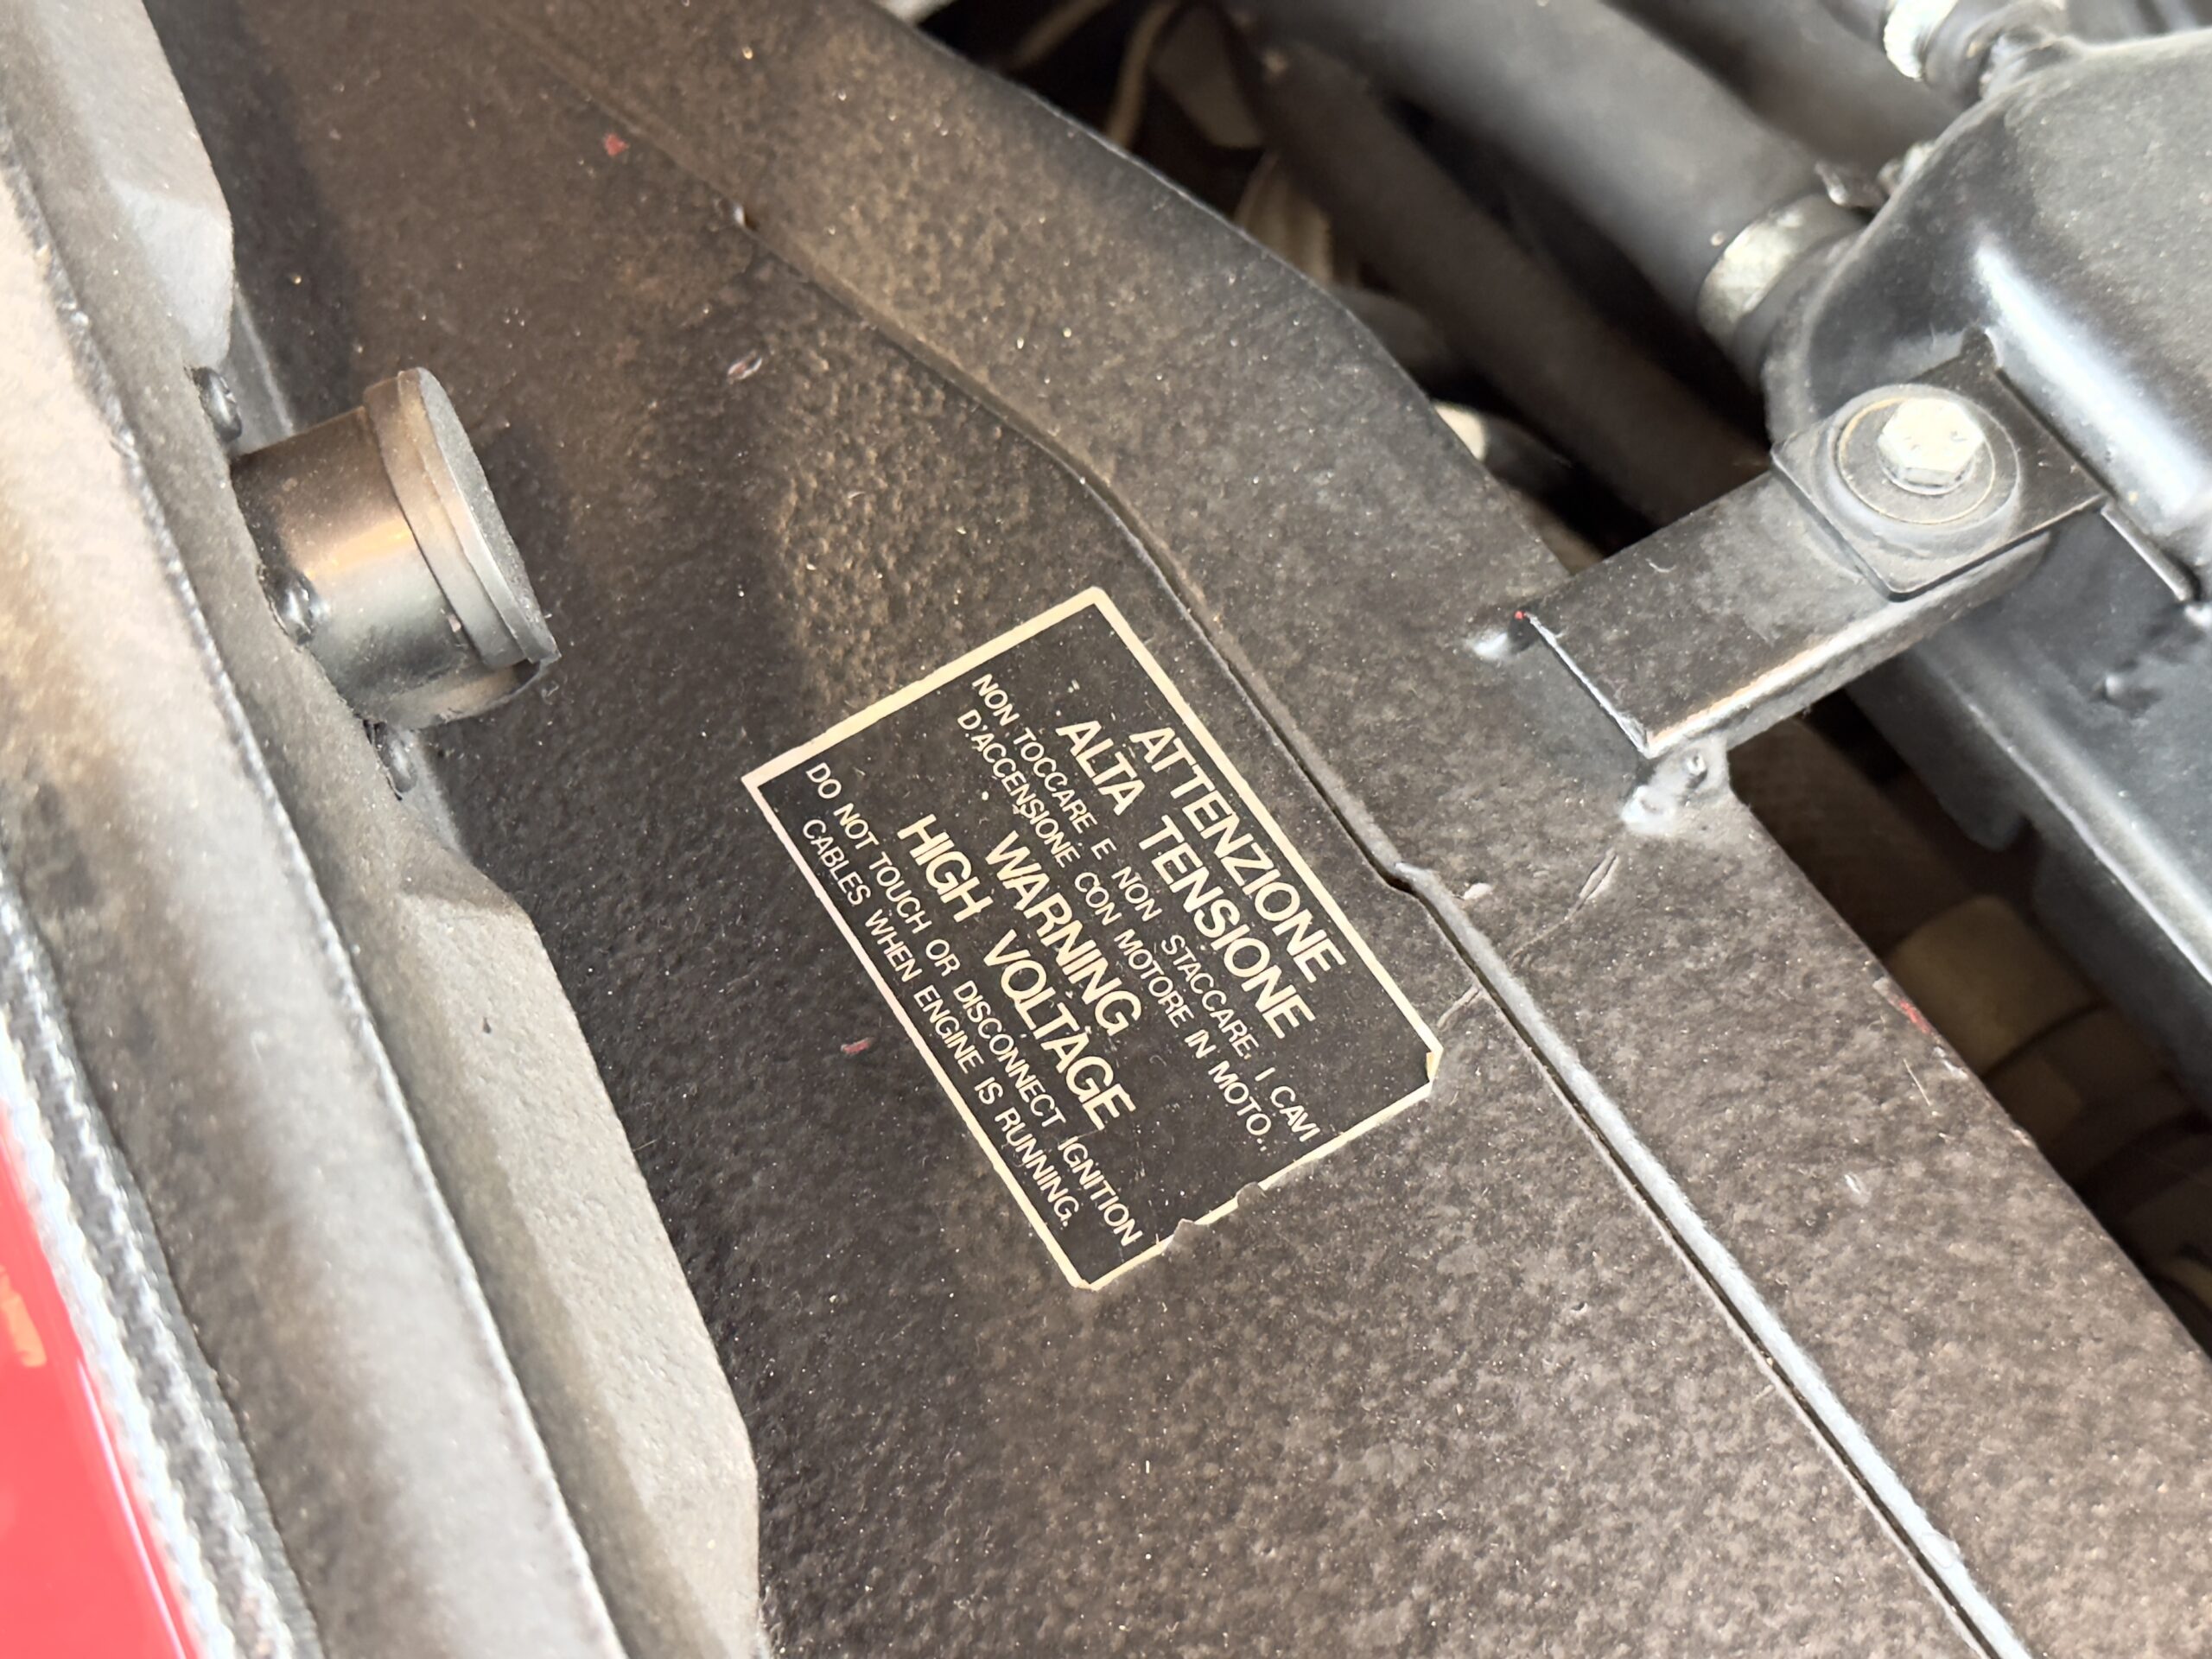 ATTENZIONE
ALTA TENSIONE
NON TOCCARE E NON STACCARE, I CAVI
D'ACCENSIONE CON MOTORE IN MOTO.
WARNING
HIGH VOLTAGE
DO NOT TOUCH OR DISCONNECT IGNITION
CABLES WHEN ENGINE IS RUNNING.